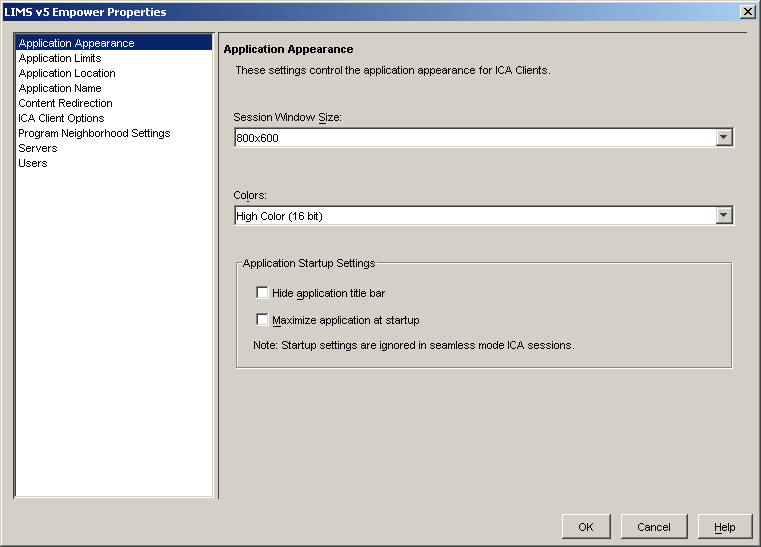 LIMS v5 Empower Properties
Application Appearance
Application Limits
Application Location
Application Name
Content Redirection
ICA Client Options
Program Neighborhood Settings
Servers
Users
Application Appearance
These settings control the application appearance for ICA Clients.
Session Window Size:
800x600
Colors:
High Color (16 bit)
Application Startup Settings
Hide application title bar
Maximize application at startup
Note: Startup settings are ignored in seamless mode ICA sessions.
OK Cancel Help